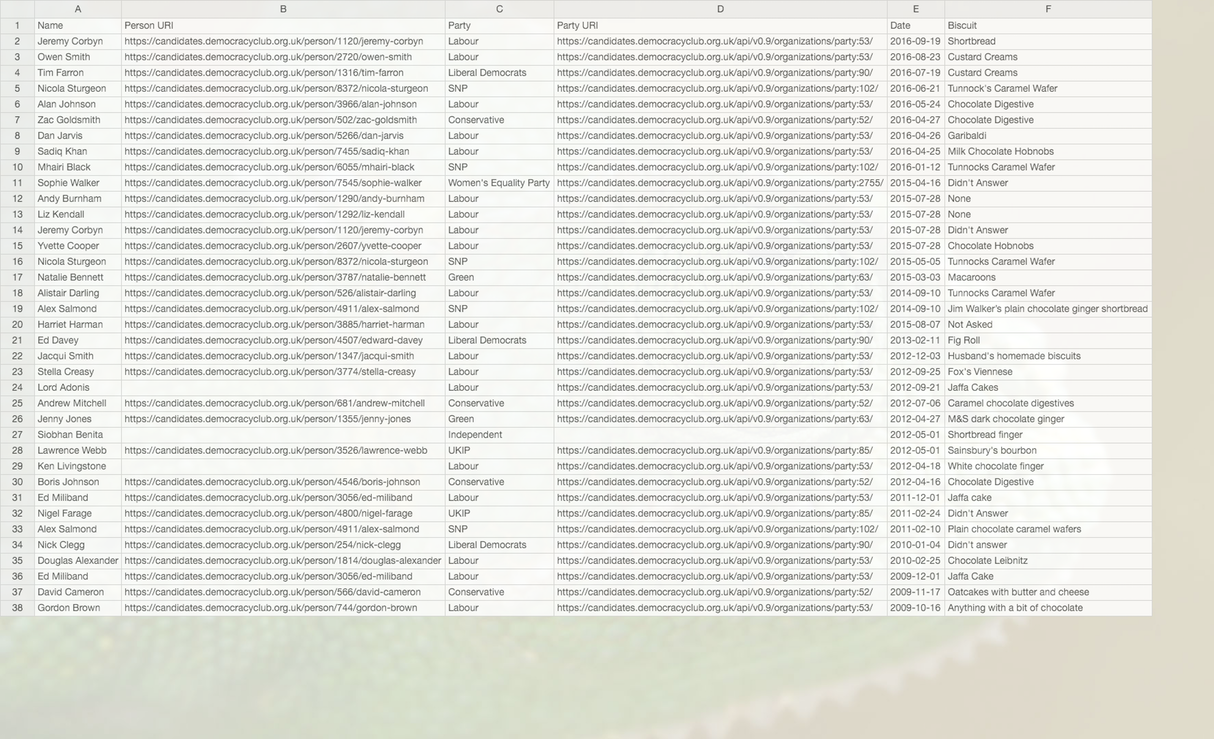 A B C D E F
1 Name Person URI Party Party URI Date Biscuit
2 Jeremy Corbyn https://candidates.democracyclub.org.uk/person/1120/jeremy-corbyn Labour https://candidates.democracyclub.org.uk/api/v0.9/organizations/party:53/ 2016-09-19 Shortbread
3 Owen Smith https://candidates.democracyclub.org.uk/person/2720/owen-smith Labour https://candidates.democracyclub.org.uk/api/v0.9/organizations/party:53/ 2016-08-23 Custard Creams
4 Tim Farron https://candidates.democracyclub.org.uk/person/1316/tim-farron Liberal Democrats https://candidates.democracyclub.org.uk/api/v0.9/organizations/party:90/ 2016-07-19 Custard Creams
5 Nicola Sturgeon https://candidates.democracyclub.org.uk/person/8372/nicola-sturgeon SNP https://candidates.democracyclub.org.uk/api/v0.9/organizations/party:102/ 2016-06-21 Tunnock's Caramel Wafer
6 Alan Johnson https://candidates.democracyclub.org.uk/person/3966/alan-johnson Labour https://candidates.democracyclub.org.uk/api/v0.9/organizations/party:53/ 2016-05-24 Chocolate Digestive
7 Zac Goldsmith https://candidates.democracyclub.org.uk/person/502/zac-goldsmith Conservative https://candidates.democracyclub.org.uk/api/v0.9/organizations/party:52/ 2016-04-27 Chocolate Digestive
8 Dan Jarvis https://candidates.democracyclub.org.uk/person/5266/dan-jarvis Labour https://candidates.democracyclub.org.uk/api/v0.9/organizations/party:53/ 2016-04-26 Garibaldi
9 Sadiq Khan https://candidates.democracyclub.org.uk/person/7455/sadiq-khan Labour https://candidates.democracyclub.org.uk/api/v0.9/organizations/party:53/ 2016-04-25 Milk Chocolate Hobnobs
10 Mhairi Black https://candidates.democracyclub.org.uk/person/6055/mhairi-black SNP https://candidates.democracyclub.org.uk/api/v0.9/organizations/party:102/ 2016-01-12 Tunnocks Caramel Wafer
11 Sophie Walker https://candidates.democracyclub.org.uk/person/7545/sophie-walker Women's Equality Party https://candidates.democracyclub.org.uk/api/v0.9/organizations/party:2755/ 2015-04-16 Didn't Answer
12 Andy Burnham https://candidates.democracyclub.org.uk/person/1290/andy-burnham Labour https://candidates.democracyclub.org.uk/api/v0.9/organizations/party:53/ 2015-07-28 None
13 Liz Kendall https://candidates.democracyclub.org.uk/person/1292/liz-kendall Labour https://candidates.democracyclub.org.uk/api/v0.9/organizations/party:53/ 2015-07-28 None
14 Jeremy Corbyn https://candidates.democracyclub.org.uk/person/1120/jeremy-corbyn Labour https://candidates.democracyclub.org.uk/api/v0.9/organizations/party:53/ 2015-07-28 Didn't Answer
15 Yvette Cooper https://candidates.democracyclub.org.uk/person/2607/yvette-cooper Labour https://candidates.democracyclub.org.uk/api/v0.9/organizations/party:53/ 2015-07-28 Chocolate Hobnobs
16 Nicola Sturgeon https://candidates.democracyclub.org.uk/person/8372/nicola-sturgeon SNP https://candidates.democracyclub.org.uk/api/v0.9/organizations/party:102/ 2015-05-05 Tunnocks Caramel Wafer
17 Natalie Bennett https://candidates.democracyclub.org.uk/person/3787/natalie-bennett Green https://candidates.democracyclub.org.uk/api/v0.9/organizations/party:63/ 2015-03-03 Macaroons
18 Alistair Darling https://candidates.democracyclub.org.uk/person/526/alistair-darling Labour https://candidates.democracyclub.org.uk/api/v0.9/organizations/party:53/ 2014-09-10 Tunnocks Caramel Wafer
19 Alex Salmond https://candidates.democracyclub.org.uk/person/4911/alex-salmond SNP https://candidates.democracyclub.org.uk/api/v0.9/organizations/party:102/ 2014-09-10 Jim Walker's plain chocolate ginger shortbread
20 Harriet Harman https://candidates.democracyclub.org.uk/person/3885/harriet-harman Labour https://candidates.democracyclub.org.uk/api/v0.9/organizations/party:53/ 2015-08-07 Not Asked
21 Ed Davey https://candidates.democracyclub.org.uk/person/4507/edward-davey Liberal Democrats https://candidates.democracyclub.org.uk/api/v0.9/organizations/party:90/ 2013-02-11 Fig Roll
22 Jacqui Smith https://candidates.democracyclub.org.uk/person/1347/jacqui-smith Labour https://candidates.democracyclub.org.uk/api/v0.9/organizations/party:53/ 2012-12-03 Husband's homemade biscuits
23 Stella Creasy https://candidates.democracyclub.org.uk/person/3774/stella-creasy Labour https://candidates.democracyclub.org.uk/api/v0.9/organizations/party:53/ 2012-09-25 Fox's Viennese
24 Lord Adonis Labour https://candidates.democracyclub.org.uk/api/v0.9/organizations/party:53/ 2012-09-21 Jaffa Cakes
25 Andrew Mitchell https://candidates.democracyclub.org.uk/person/681/andrew-mitchell Conservative https://candidates.democracyclub.org.uk/api/v0.9/organizations/party:52/ 2012-07-06 Caramel chocolate digestives
26 Jenny Jones https://candidates.democracyclub.org.uk/person/1355/jenny-jones Green https://candidates.democracyclub.org.uk/api/v0.9/organizations/party:63/ 2012-04-27 M&S dark chocolate ginger
27 Siobhan Benita Independent 2012-05-01 Shortbread finger
28 Lawrence Webb https://candidates.democracyclub.org.uk/person/3526/lawrence-webb UKIP https://candidates.democracyclub.org.uk/api/v0.9/organizations/party:85/ 2012-05-01 Sainsbury's bourbon
29 Ken Livingstone Labour https://candidates.democracyclub.org.uk/api/v0.9/organizations/party:53/ 2012-04-18 White chocolate finger
30 Boris Johnson https://candidates.democracyclub.org.uk/person/4546/boris-johnson Conservative https://candidates.democracyclub.org.uk/api/v0.9/organizations/party:52/ 2012-04-16 Chocolate Digestive
31 Ed Miliband https://candidates.democracyclub.org.uk/person/3056/ed-miliband Labour https://candidates.democracyclub.org.uk/api/v0.9/organizations/party:53/ 2011-12-01 Jaffa cake
32 Nigel Farage https://candidates.democracyclub.org.uk/person/4800/nigel-farage UKIP https://candidates.democracyclub.org.uk/api/v0.9/organizations/party:85/ 2011-02-24 Didn't Answer
33 Alex Salmond https://candidates.democracyclub.org.uk/person/4911/alex-salmond SNP https://candidates.democracyclub.org.uk/api/v0.9/organizations/party:102/ 2011-02-10 Plain chocolate caramel wafers
34 Nick Clegg https://candidates.democracyclub.org.uk/person/254/nick-clegg Liberal Democrats https://candidates.democracyclub.org.uk/api/v0.9/organizations/party:90/ 2010-01-04 Didn't answer
35 Douglas Alexander https://candidates.democracyclub.org.uk/person/1814/douglas-alexander Labour https://candidates.democracyclub.org.uk/api/v0.9/organizations/party:53/ 2010-02-25 Chocolate Leibnitz
36 Ed Miliband https://candidates.democracyclub.org.uk/person/3056/ed-miliband Labour https://candidates.democracyclub.org.uk/api/v0.9/organizations/party:53/ 2009-12-01 Jaffa Cake
37 David Cameron https://candidates.democracyclub.org.uk/person/566/david-cameron Conservative https://candidates.democracyclub.org.uk/api/v0.9/organizations/party:52/ 2009-11-17 Oatcakes with butter and cheese
38 Gordon Brown https://candidates.democracyclub.org.uk/person/744/gordon-brown Labour https://candidates.democracyclub.org.uk/api/v0.9/organizations/party:53/ 2009-10-16 Anything with a bit of chocolate